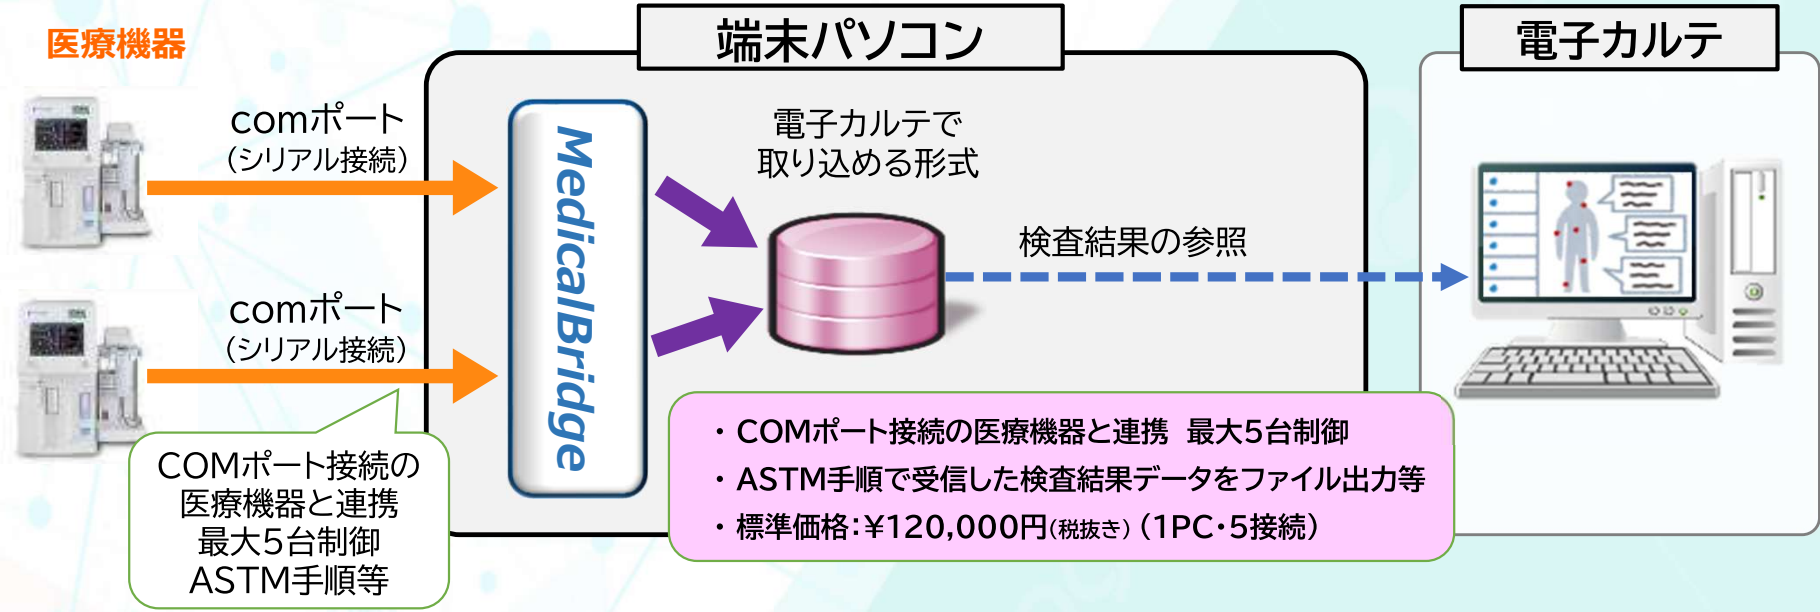 医療機器
端末パソコン
電子カルテ
comポート
（シリアル接続）
MedicalBridge
電子カルテで
取り込める形式
検査結果の参照
comポート
（シリアル接続）
COMポート接続の
医療機器と連携
最大5台制御
ASTM手順等
・COMポート接続の医療機器と連携 最大5台制御
・ASTM手順で受信した検査結果データをファイル出力等
・標準価格：¥120,000円（税抜き）（1PC・5接続）